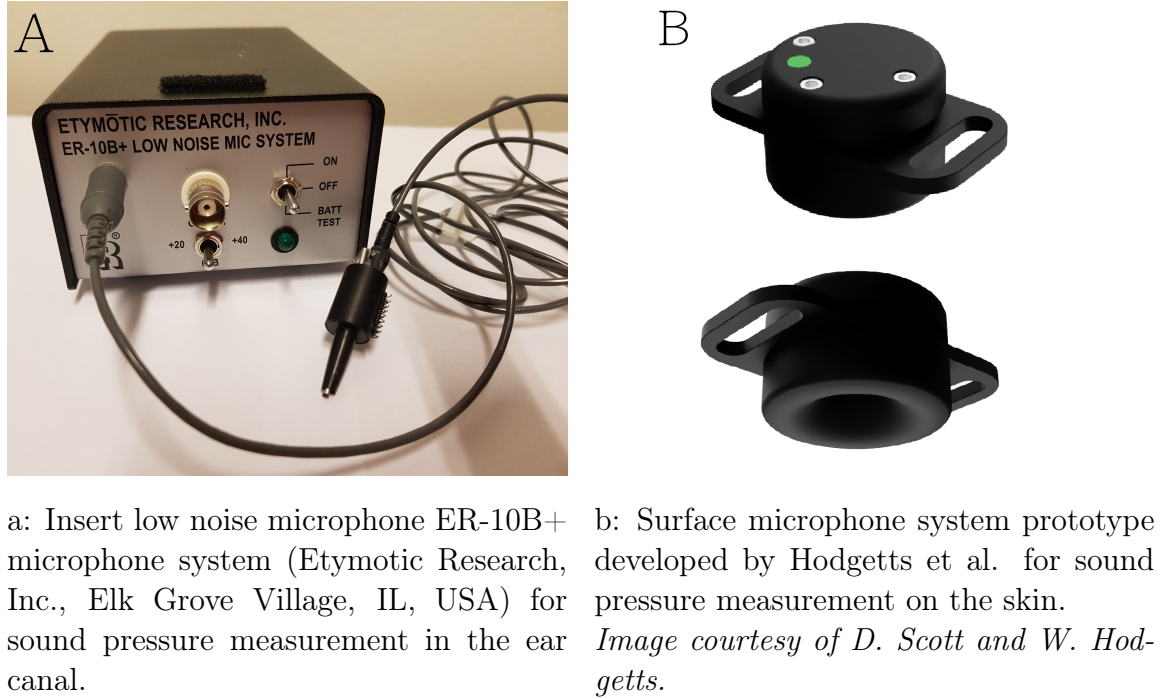 A
B
ETYMŌTIC RESEARCH, INC.
ER-10B+ LOW NOISE MIC SYSTEM
ON
OFF
BATT
TEST
+20
+40
®
a: Insert low noise microphone ER-10B+
microphone system (Etymotic Research,
Inc., Elk Grove Village, IL, USA) for
sound pressure measurement in the ear
canal.
b: Surface microphone system prototype
developed by Hodgetts et al. for sound
pressure measurement on the skin.
Image courtesy of D. Scott and W. Hod-
getts.